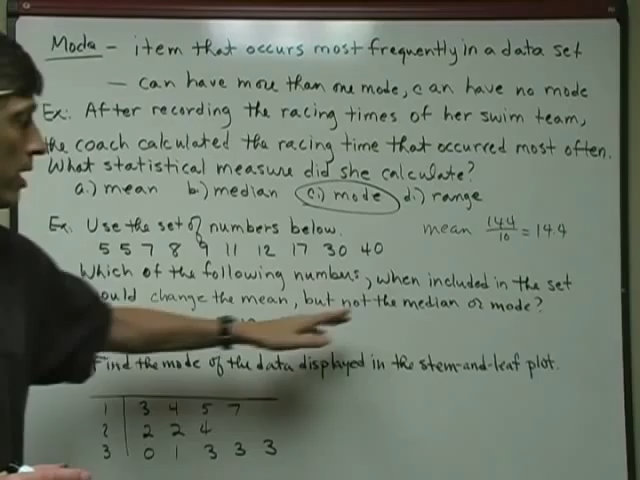 Mode – item that occurs most frequently in a data set
– can have more than one mode, can have no mode
Ex: After recording the racing times of her swim team,
the coach calculated the racing time that occurred most often.
What statistical measure did she calculate?
a.) mean b.) median c.) mode d.) range
Ex. Use the set of numbers below.
5 5 7 8 9 11 12 17 30 40
mean 144/10 = 14.4
Which of the following numbers, when included in the set
would change the mean, but not the median or mode?
Find the mode of the data displayed in the stem-and-leaf plot.
1 | 3 4 5 7
2 | 2 2 4
3 | 0 1 3 3 3